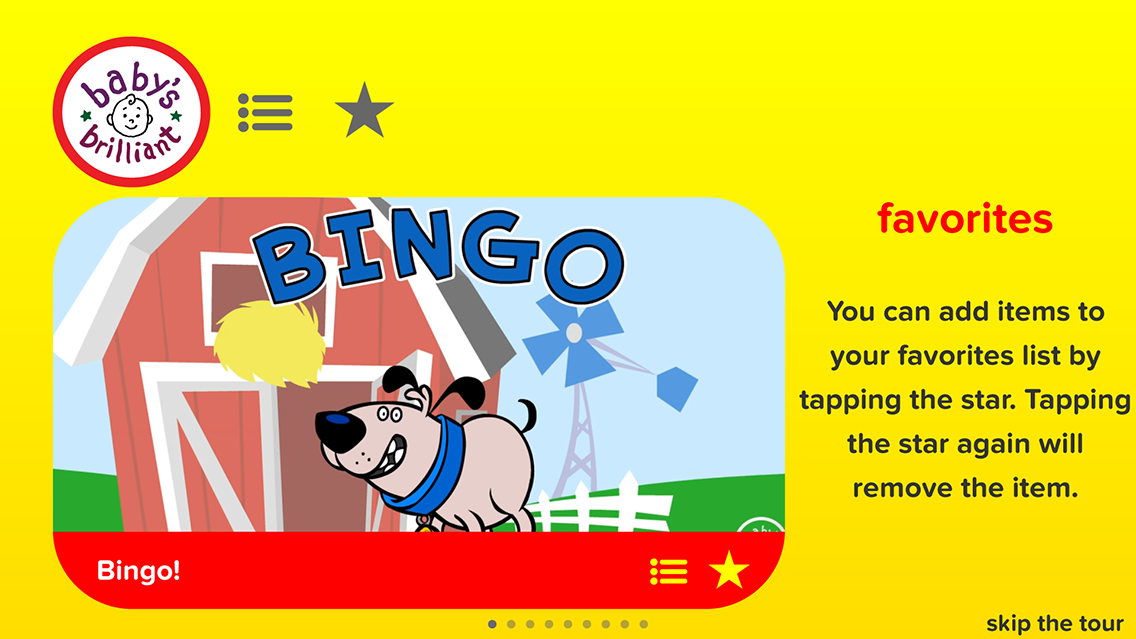 baby's
brilliant
BINGO
favorites
You can add items to
your favorites list by
tapping the star. Tapping
the star again will
remove the item.
Bingo!
skip the tour